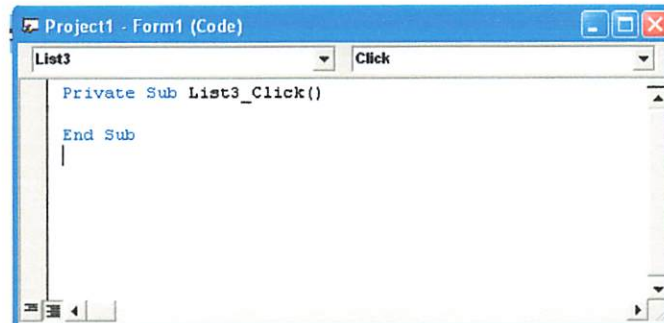 Project1 - Form1 (Code)
List3 Click
Private Sub List3_Click()
End Sub